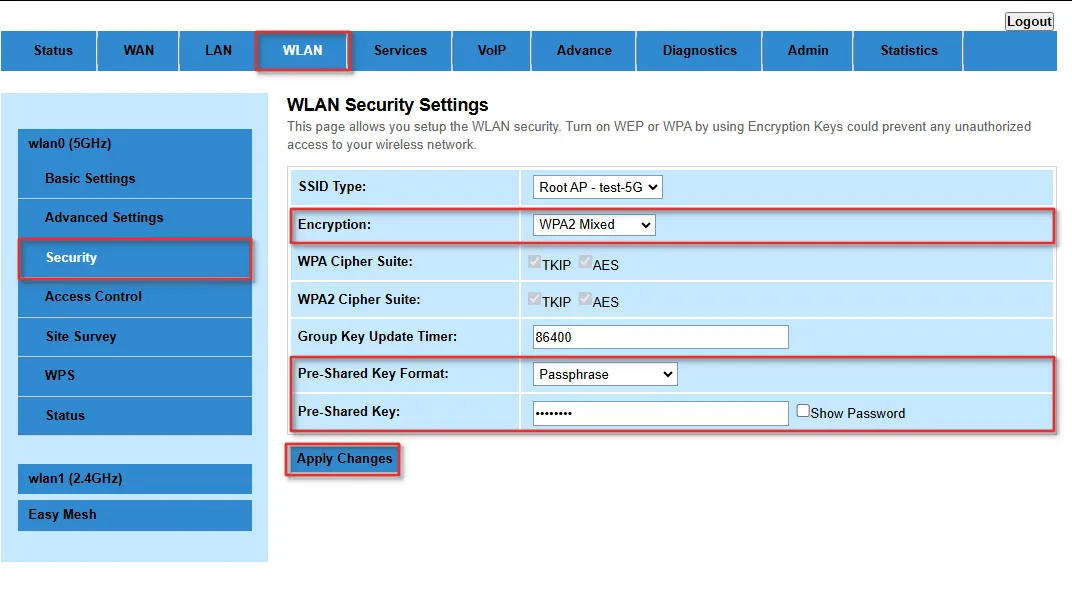 Logout
Status WAN LAN WLAN Services VoIP Advance Diagnostics Admin Statistics
wlan0 (5GHz)
Basic Settings
Advanced Settings
Security
Access Control
Site Survey
WPS
Status
wlan1 (2.4GHz)
Easy Mesh
WLAN Security Settings
This page allows you setup the WLAN security. Turn on WEP or WPA by using Encryption Keys could prevent any unauthorized
access to your wireless network.
SSID Type: Root AP - test-5G
Encryption: WPA2 Mixed
WPA Cipher Suite: TKIP AES
WPA2 Cipher Suite: TKIP AES
Group Key Update Timer: 86400
Pre-Shared Key Format: Passphrase
Pre-Shared Key: •••••••• Show Password
Apply Changes